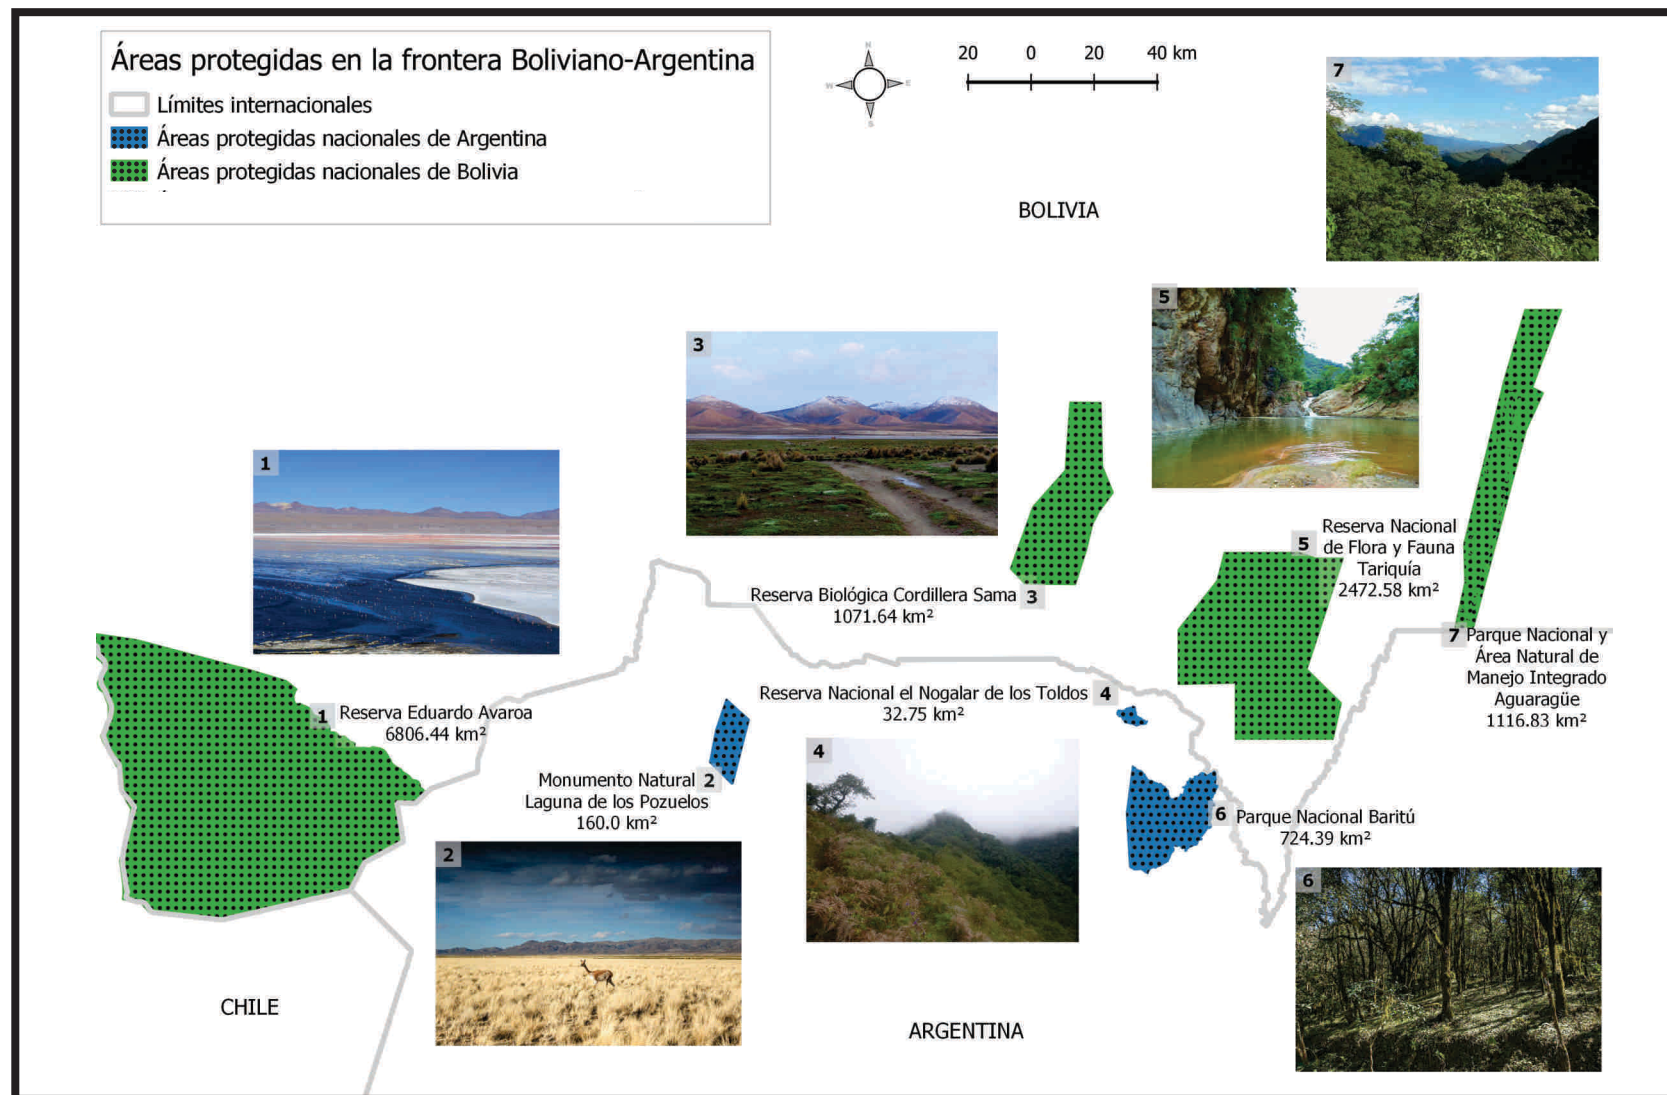 Áreas protegidas en la frontera Boliviano-Argentina
Límites internacionales
Áreas protegidas nacionales de Argentina
Áreas protegidas nacionales de Bolivia
N
W
E
S
20 0 20 40 km
BOLIVIA
7
5
3
1
5
Reserva Nacional
de Flora y Fauna
Tariquía
2472.58 km²
Reserva Biológica Cordillera Sama 3
1071.64 km²
7 Parque Nacional y
Área Natural de
Manejo Integrado
Aguaragüe
1116.83 km²
1 Reserva Eduardo Avaroa
6806.44 km²
Reserva Nacional el Nogalar de los Toldos 4
32.75 km²
Monumento Natural 2
Laguna de los Pozuelos
160.0 km²
4
6 Parque Nacional Baritú
724.39 km²
2
6
CHILE
ARGENTINA